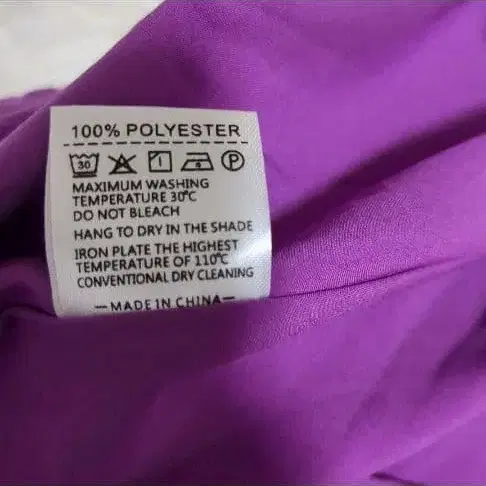 100% POLYESTER
30 P
MAXIMUM WASHING
TEMPERATURE 30℃
DO NOT BLEACH
HANG TO DRY IN THE SHADE
IRON PLATE THE HIGHEST
TEMPERATURE OF 110℃
CONVENTIONAL DRY CLEANING
—MADE IN CHINA—